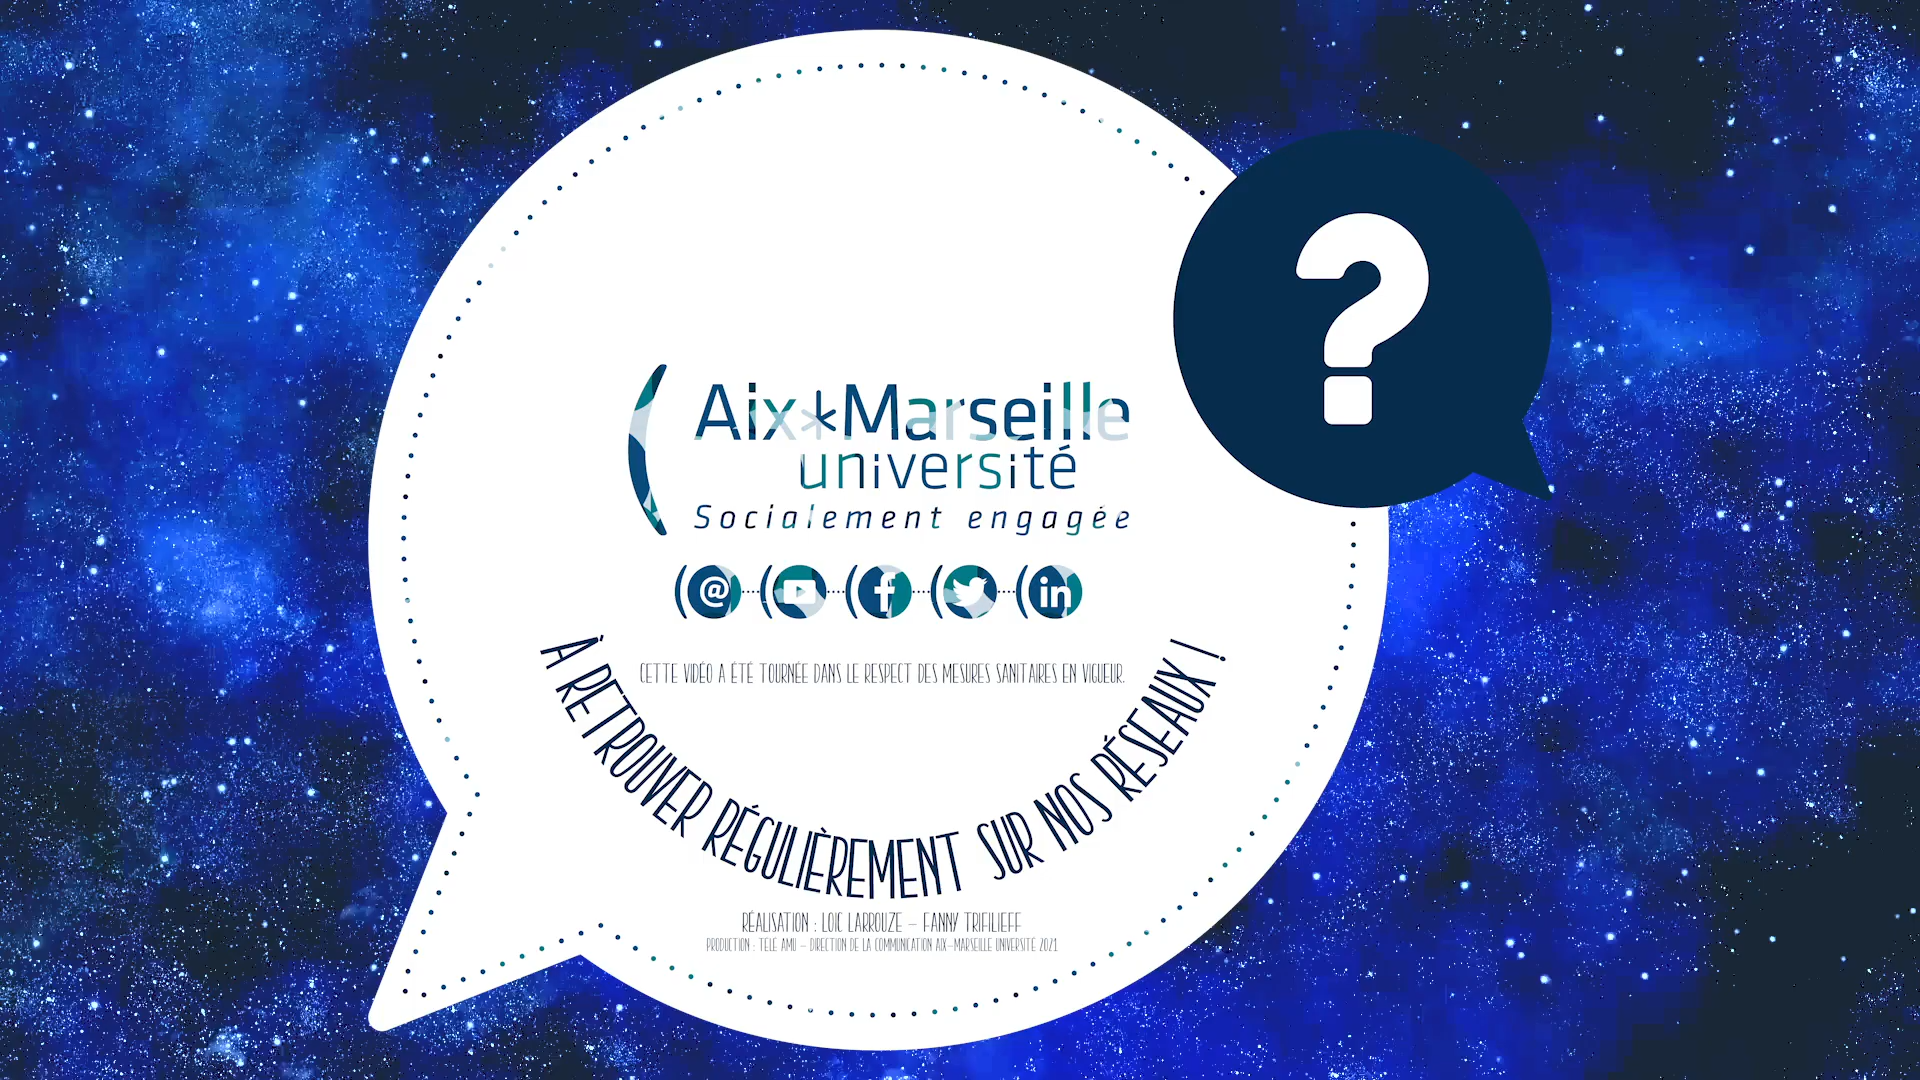 ?
Aix*Marseille
université
Socialement engagée
@ f in
CETTE VIDÉO A ÉTÉ TOURNÉE DANS LE RESPECT DES MESURES SANITAIRES EN VIGUEUR.
À RETROUVER RÉGULIÈREMENT SUR NOS RÉSEAUX !
RÉALISATION : LOIC LARROUZE – FANNY TRIFILIEFF
PRODUCTION : TÉLÉ AMU – DIRECTION DE LA COMMUNICATION AIX-MARSEILLE UNIVERSITÉ 2021